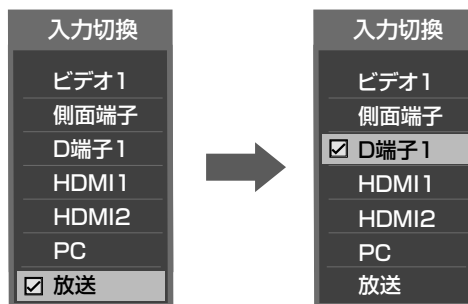 入力切換
ビデオ1
側面端子
D端子1
HDMI1
HDMI2
PC
放送
入力切換
ビデオ1
側面端子
D端子1
HDMI1
HDMI2
PC
放送